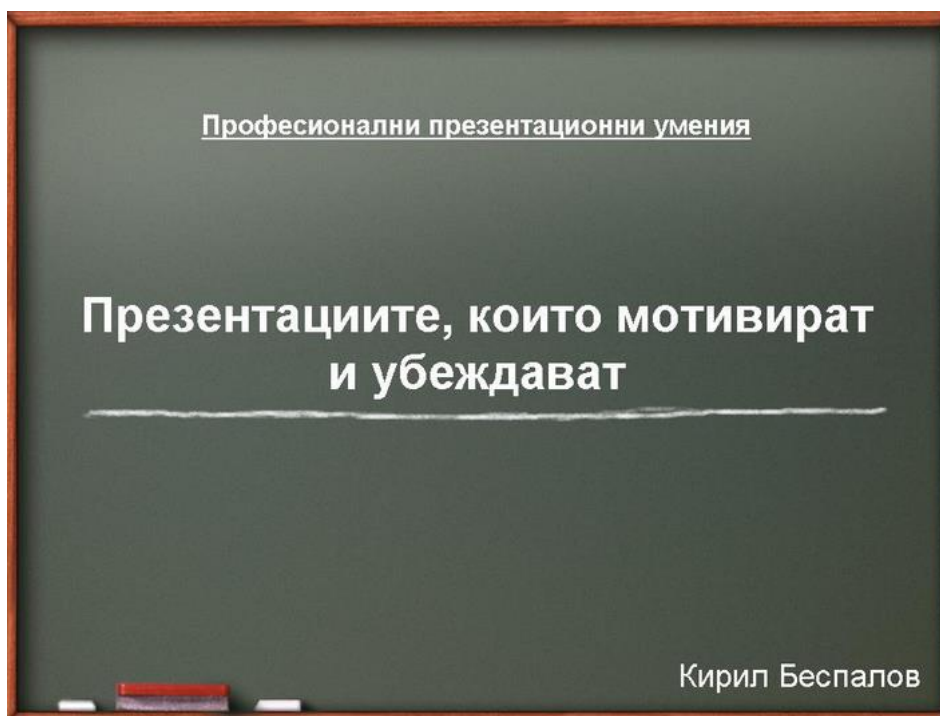 Професионални презентационни умения
Презентациите, които мотивират
и убеждават
Кирил Беспалов